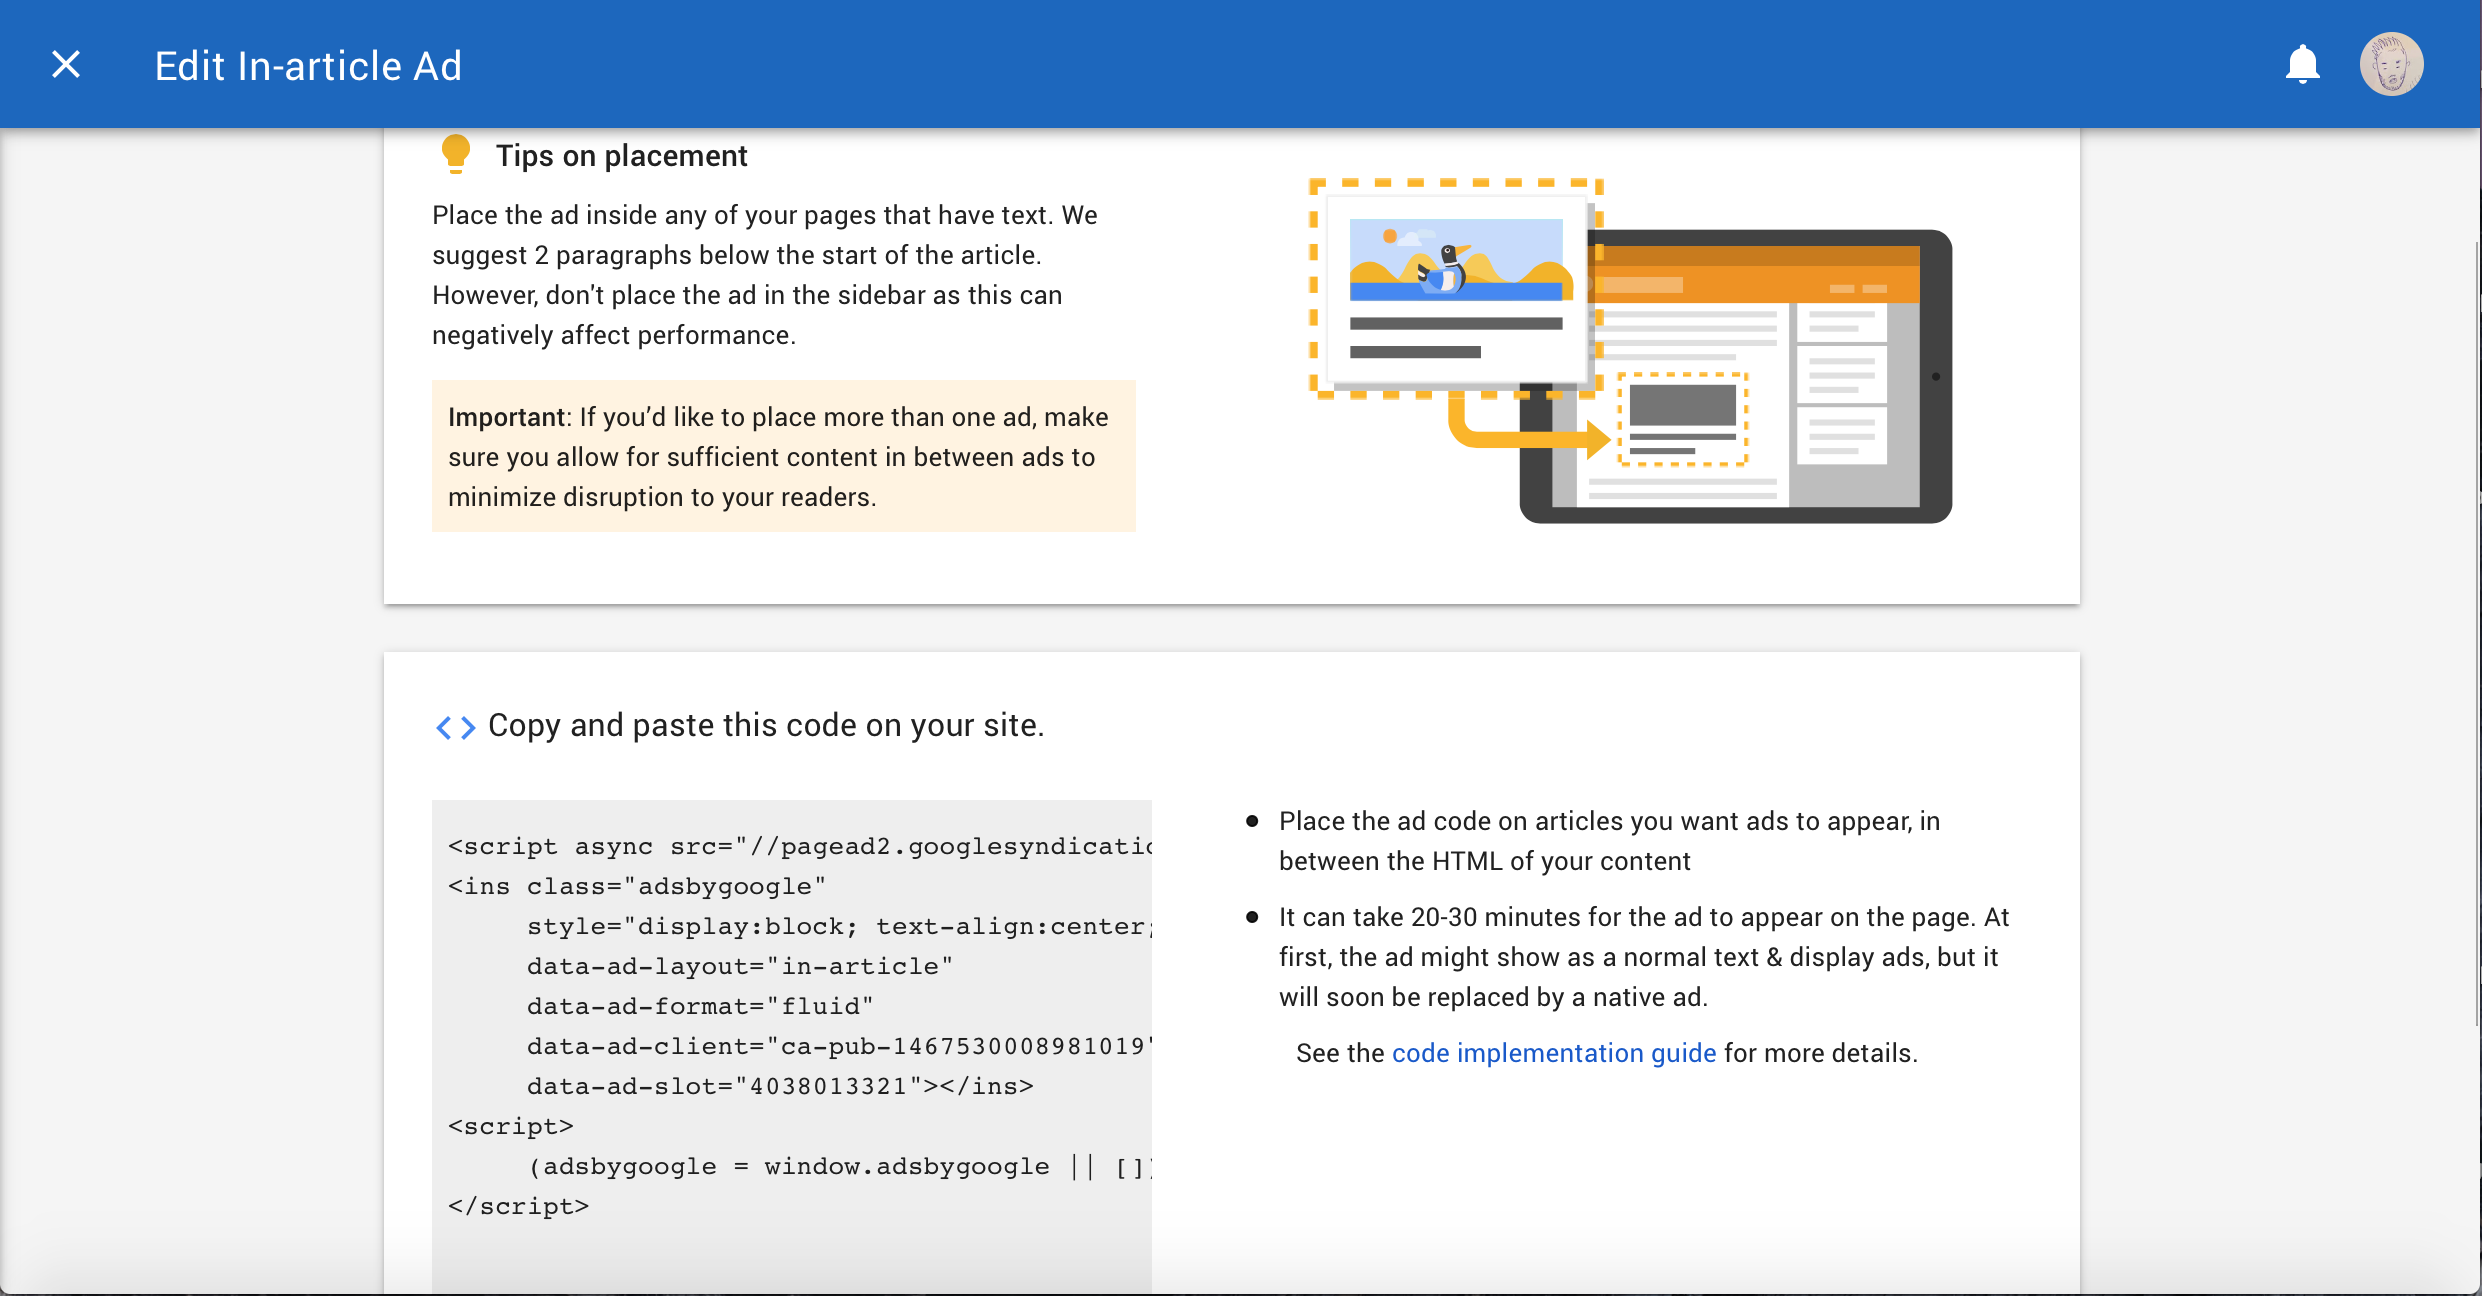 Edit In-article Ad
Tips on placement
Place the ad inside any of your pages that have text. We
suggest 2 paragraphs below the start of the article.
However, don't place the ad in the sidebar as this can
negatively affect performance.
Important: If you’d like to place more than one ad, make
sure you allow for sufficient content in between ads to
minimize disruption to your readers.
Copy and paste this code on your site.
<script async src="//pagead2.googlesyndicatic
<ins class="adsbygoogle"
     style="display:block; text-align:center;
     data-ad-layout="in-article"
     data-ad-format="fluid"
     data-ad-client="ca-pub-1467530008981019"
     data-ad-slot="4038013321"></ins>
<script>
     (adsbygoogle = window.adsbygoogle || [])
</script>
● Place the ad code on articles you want ads to appear, in
between the HTML of your content
● It can take 20-30 minutes for the ad to appear on the page. At
first, the ad might show as a normal text & display ads, but it
will soon be replaced by a native ad.
See the code implementation guide for more details.